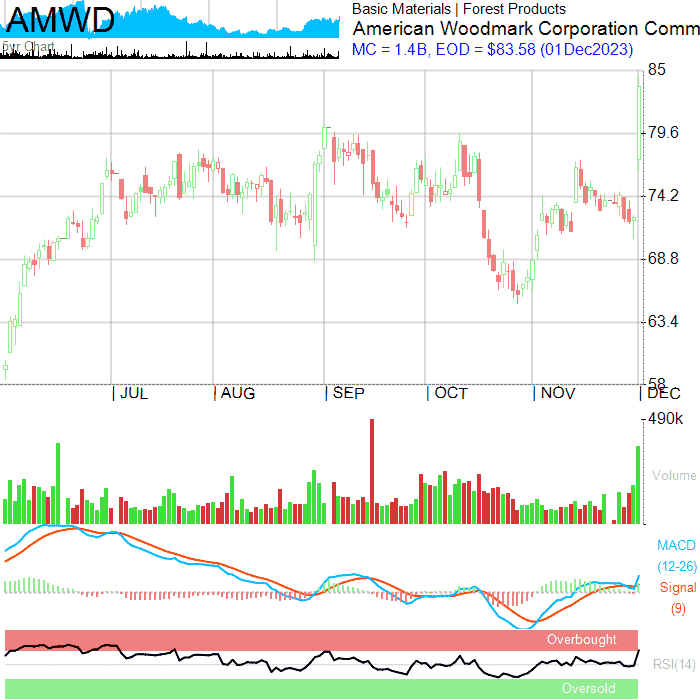 AMWD
5yr Chart
Basic Materials | Forest Products
American Woodmark Corporation Comm
MC = 1.4B, EOD = $83.58 (01Dec2023)
85
79.6
74.2
68.8
63.4
58
JUL AUG SEP OCT NOV DEC
490k
Volume
MACD
(12-26)
Signal
(9)
Overbought
RSI(14)
Oversold